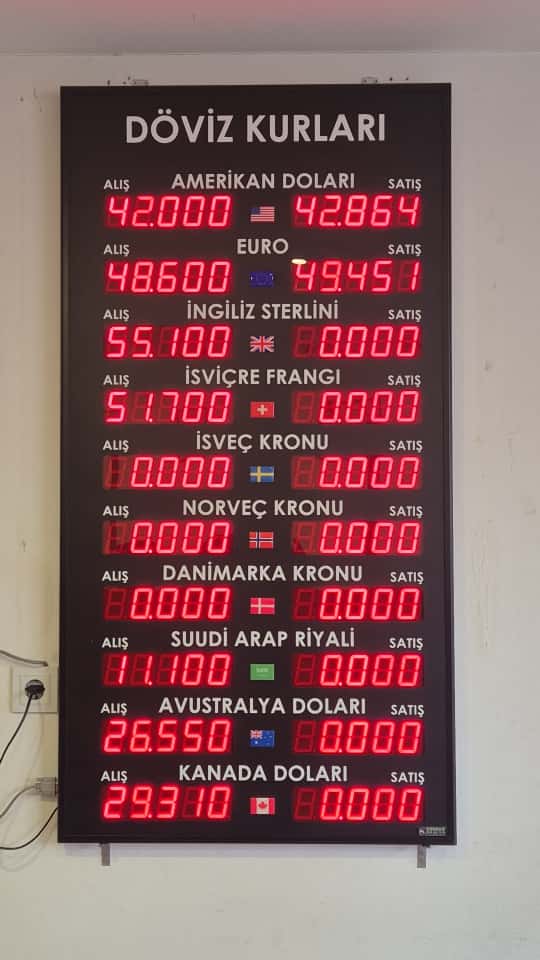 DÖVİZ KURLARI
ALIŞ AMERİKAN DOLARI SATIŞ
42.000 42.864
ALIŞ EURO SATIŞ
48.600 49.451
ALIŞ İNGİLİZ STERLİNİ SATIŞ
55.100 0.000
ALIŞ İSVİÇRE FRANGI SATIŞ
51.700 0.000
ALIŞ İSVEÇ KRONU SATIŞ
0.000 0.000
ALIŞ NORVEÇ KRONU SATIŞ
0.000 0.000
ALIŞ DANİMARKA KRONU SATIŞ
0.000 0.000
ALIŞ SUUDİ ARAP RİYALİ SATIŞ
11.100 0.000
ALIŞ AVUSTRALYA DOLARI SATIŞ
26.550 0.000
ALIŞ KANADA DOLARI SATIŞ
29.310 0.000